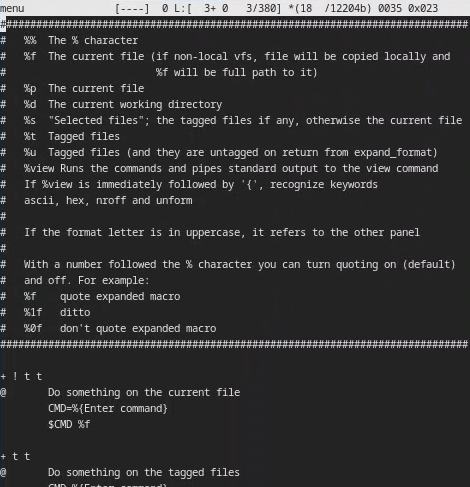 menu [----] 0 L:[ 3+ 0 3/380] *(18 /12204b) 0035 0x023
##############################################################################
# %% The % character
# %f The current file (if non-local vfs, file will be copied locally and
# %f will be full path to it)
# %p The current file
# %d The current working directory
# %s "Selected files"; the tagged files if any, otherwise the current file
# %t Tagged files
# %u Tagged files (and they are untagged on return from expand_format)
# %view Runs the commands and pipes standard output to the view command
# If %view is immediately followed by '{', recognize keywords
# ascii, hex, nroff and unform
#
# If the format letter is in uppercase, it refers to the other panel
#
# With a number followed the % character you can turn quoting on (default)
# and off. For example:
# %f quote expanded macro
# %1f ditto
# %0f don't quote expanded macro
##############################################################################
+ ! t t
@ Do something on the current file
CMD=%{Enter command}
$CMD %f
+ t t
@ Do something on the tagged files
CMD=%{Enter command}